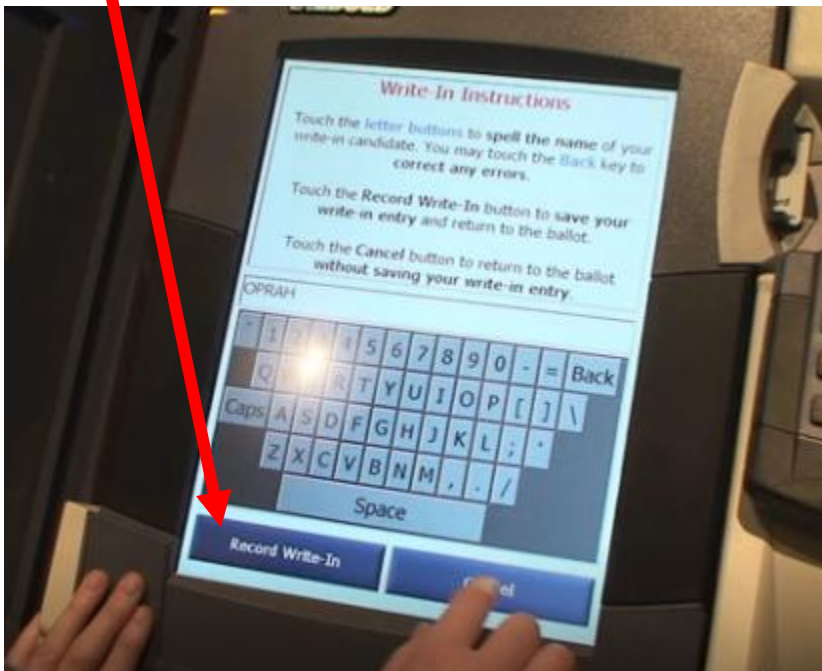 Write-In Instructions
Touch the letter buttons to spell the name of your
write-in candidate. You may touch the Back key to
correct any errors.
Touch the Record Write-In button to save your
write-in entry and return to the ballot.
Touch the Cancel button to return to the ballot
without saving your write-in entry.
OPRAH
1 4 5 6 7 8 9 0 - = Back
Q R T Y U I O P [ ] \
Caps A S D F G H J K L ; '
Z X C V B N M , . /
Space
Record Write-In